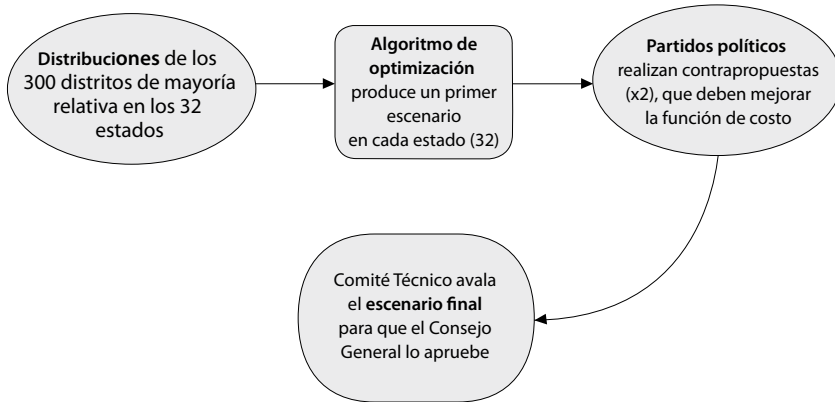 Distribuciones de los
300 distritos de mayoría
relativa en los 32
estados
Algoritmo de
optimización
produce un primer
escenario
en cada estado (32)
Partidos políticos
realizan contrapropuestas
(x2), que deben mejorar
la función de costo
Comité Técnico avala
el escenario final
para que el Consejo
General lo apruebe